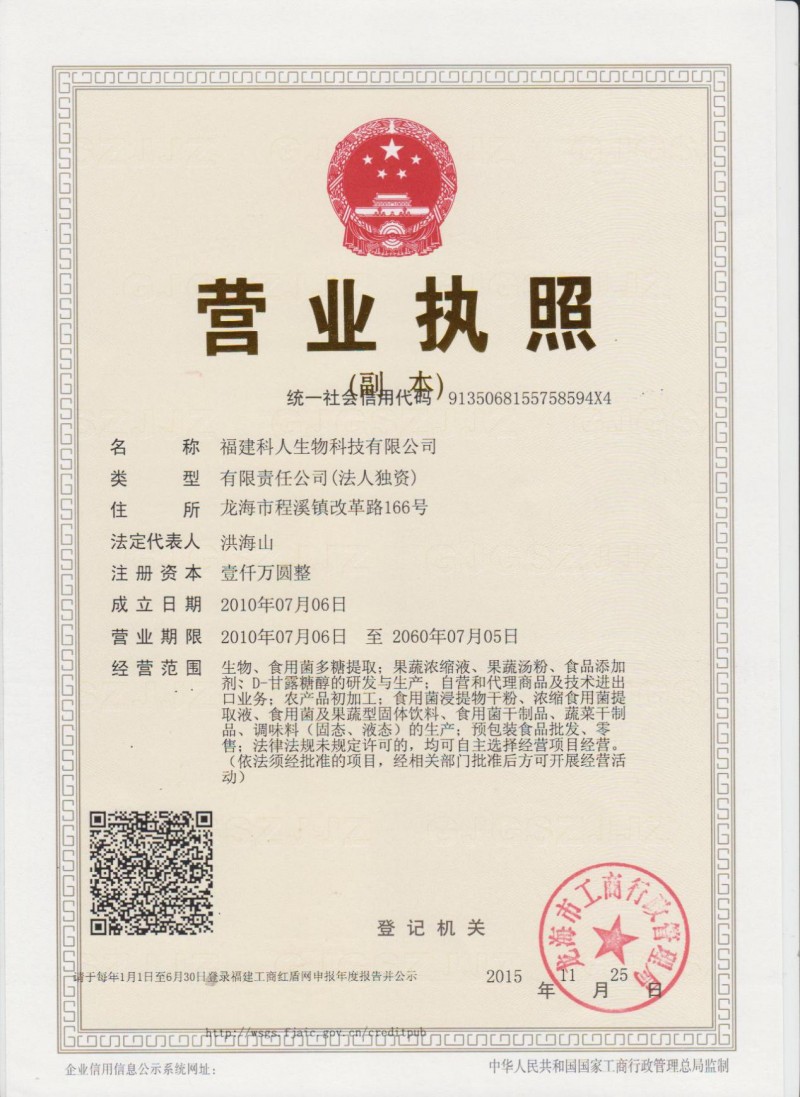 营业执照
(副 本)
统一社会信用代码 9135068155758594X4
名 称 福建科人生物科技有限公司
类 型 有限责任公司(法人独资)
住 所 龙海市程溪镇改革路166号
法定代表人 洪海山
注册资本 壹仟万圆整
成立日期 2010年07月06日
营业期限 2010年07月06日 至 2060年07月05日
经营范围 生物、食用菌多糖提取；果蔬浓缩液、果蔬汤粉、食品添加
剂：D-甘露糖醇的研发与生产；自营和代理商品及技术进出
口业务；农产品初加工；食用菌浸提物干粉、浓缩食用菌提
取液、食用菌及果蔬型固体饮料、食用菌干制品、蔬菜干制
品、调味料（固态、液态）的生产；预包装食品批发、零
售；法律法规未规定许可的，均可自主选择经营项目经营。
（依法须经批准的项目，经相关部门批准后方可开展经营活
动）
登记机关
龙海市工商行政管理局
请于每年1月1日至6月30日登录福建工商红盾网申报年度报告并公示
2015 年 11 月 25 日
http://wsgs.fjaic.gov.cn/creditpub
企业信用信息公示系统网址：
中华人民共和国国家工商行政管理总局监制